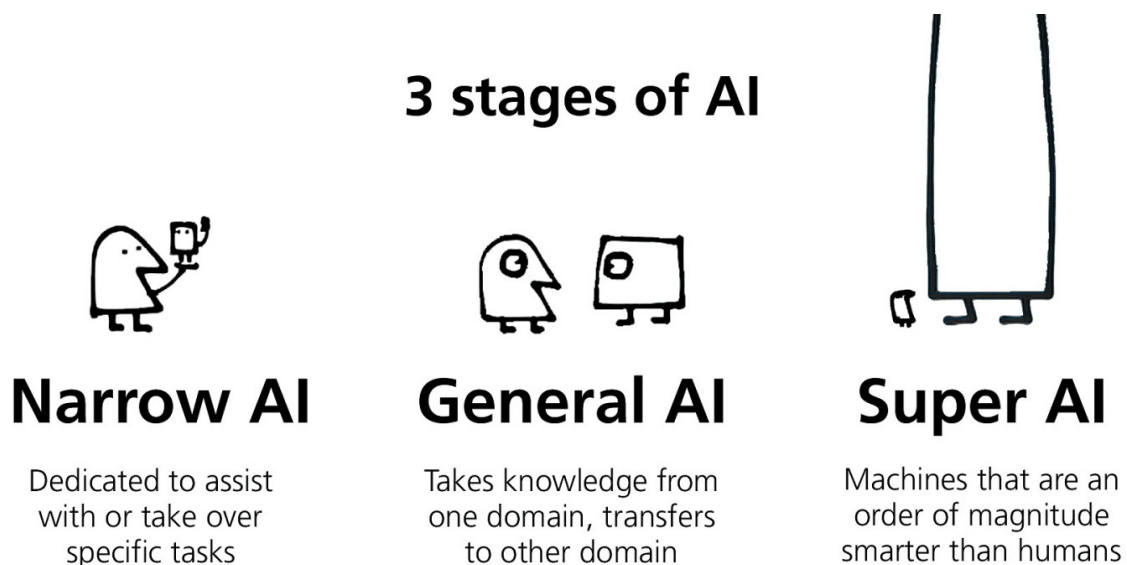 3 stages of AI
Narrow AI
Dedicated to assist
with or take over
specific tasks
General AI
Takes knowledge from
one domain, transfers
to other domain
Super AI
Machines that are an
order of magnitude
smarter than humans